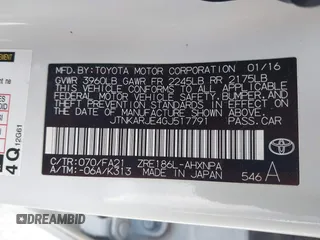 MFD BY: TOYOTA MOTOR CORPORATION 01/16
GVWR 3960LB GAWR FR 2245LB RR 2175LB
THIS VEHICLE CONFORMS TO ALL APPLICABLE
FEDERAL MOTOR VEHICLE SAFETY, BUMPER, AND
THEFT PREVENTION STANDARDS IN EFFECT ON
THE DATE OF MANUFACTURE SHOWN ABOVE.
JTNKARJE4GJ517791 PASS.CAR
C/TR:070/FA21 ZRE186L-AHXNPA
A/TM:-06A/K313 MADE IN JAPAN 546 A
TOYOTA
4Q
12G61
DREAMBID